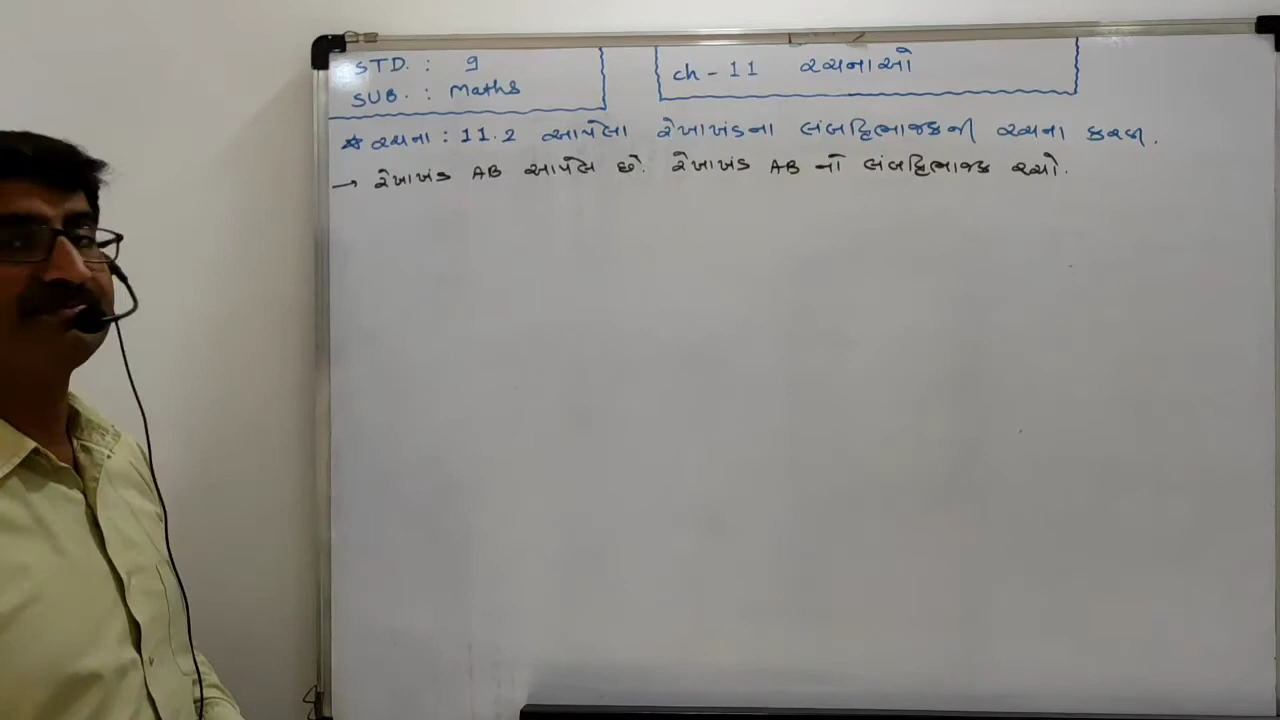 STD. : 9
SUB. : Maths
ch - 11 રચનાઓ
* રચના : 11.2 આપેલા રેખાખંડના લંબદ્વિભાજકની રચના કરવી.
→ રેખાખંડ AB આપેલ છે. રેખાખંડ AB નો લંબદ્વિભાજક રચો.